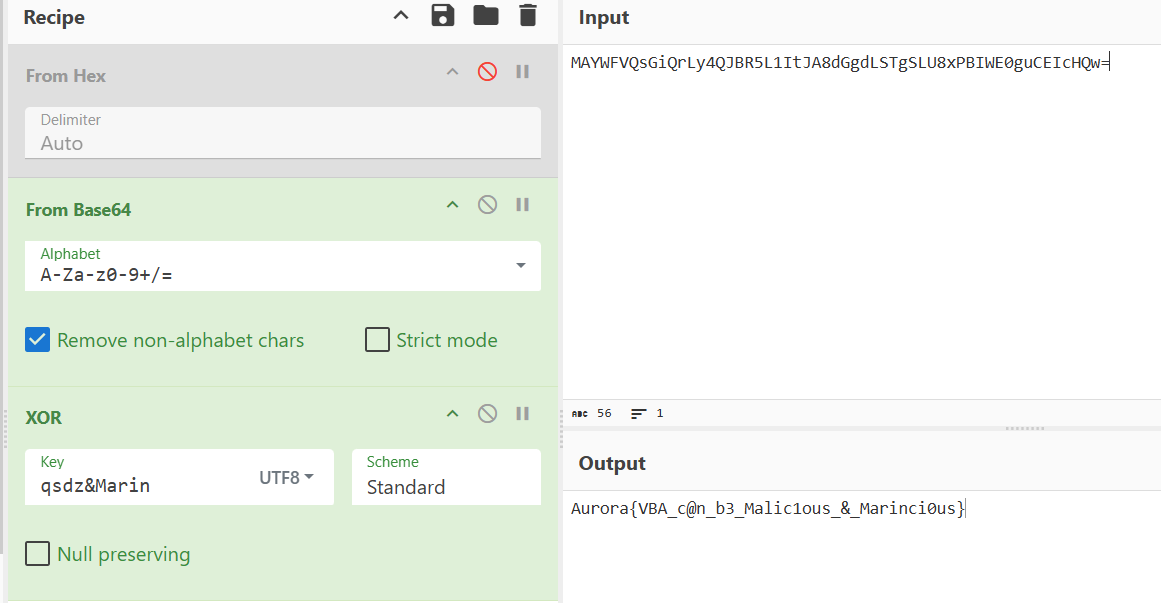 Recipe
From Hex
Delimiter
Auto
From Base64
Alphabet
A-Za-z0-9+/=
Remove non-alphabet chars
Strict mode
XOR
Key
qsdz&Marin
UTF8
Scheme
Standard
Null preserving
Input
MAYWFVQsGiQrLy4QJBR5L1ItJA8dGgdLSTgSLU8xPBIWE0guCEIcHQw=
ABC 56 1
Output
Aurora{VBA_c@n_b3_Malic1ous_&_Marinci0us}